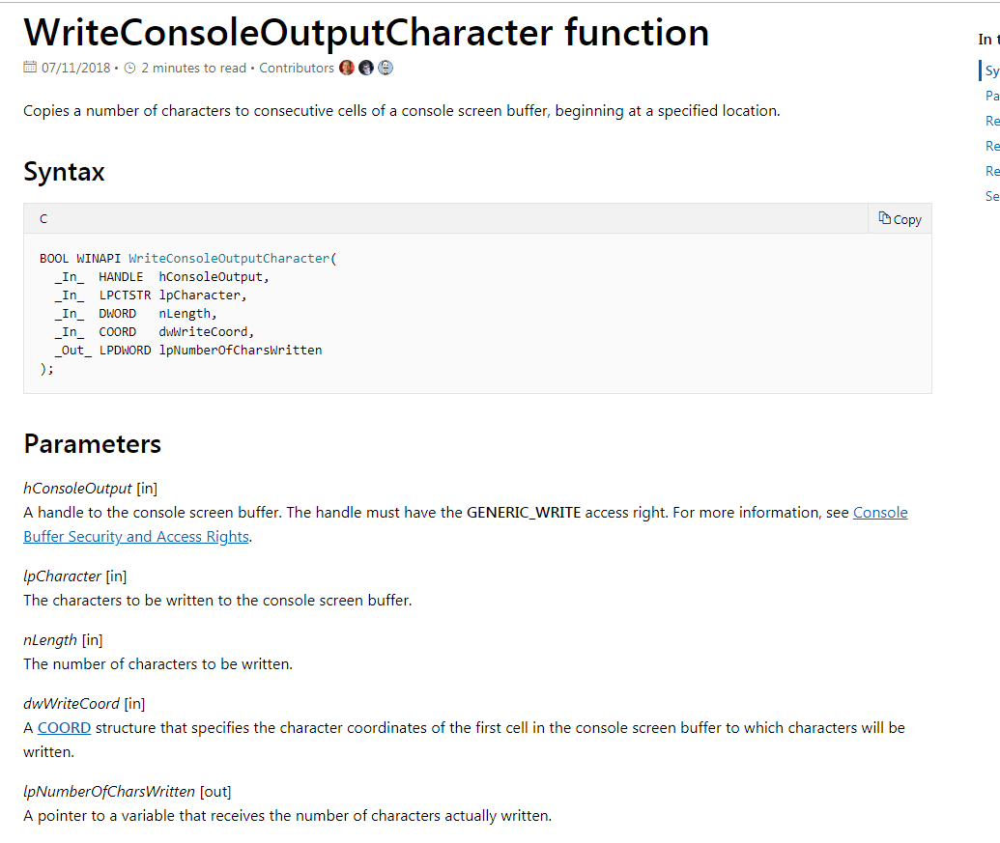 WriteConsoleOutputCharacter function
07/11/2018 • 2 minutes to read • Contributors
Copies a number of characters to consecutive cells of a console screen buffer, beginning at a specified location.
Syntax
C
Copy
BOOL WINAPI WriteConsoleOutputCharacter(
  _In_  HANDLE  hConsoleOutput,
  _In_  LPCTSTR lpCharacter,
  _In_  DWORD   nLength,
  _In_  COORD   dwWriteCoord,
  _Out_ LPDWORD lpNumberOfCharsWritten
);
Parameters
hConsoleOutput [in]
A handle to the console screen buffer. The handle must have the GENERIC_WRITE access right. For more information, see Console
Buffer Security and Access Rights.
lpCharacter [in]
The characters to be written to the console screen buffer.
nLength [in]
The number of characters to be written.
dwWriteCoord [in]
A COORD structure that specifies the character coordinates of the first cell in the console screen buffer to which characters will be
written.
lpNumberOfCharsWritten [out]
A pointer to a variable that receives the number of characters actually written.
In t
Sy
Pa
Re
Re
Re
Se